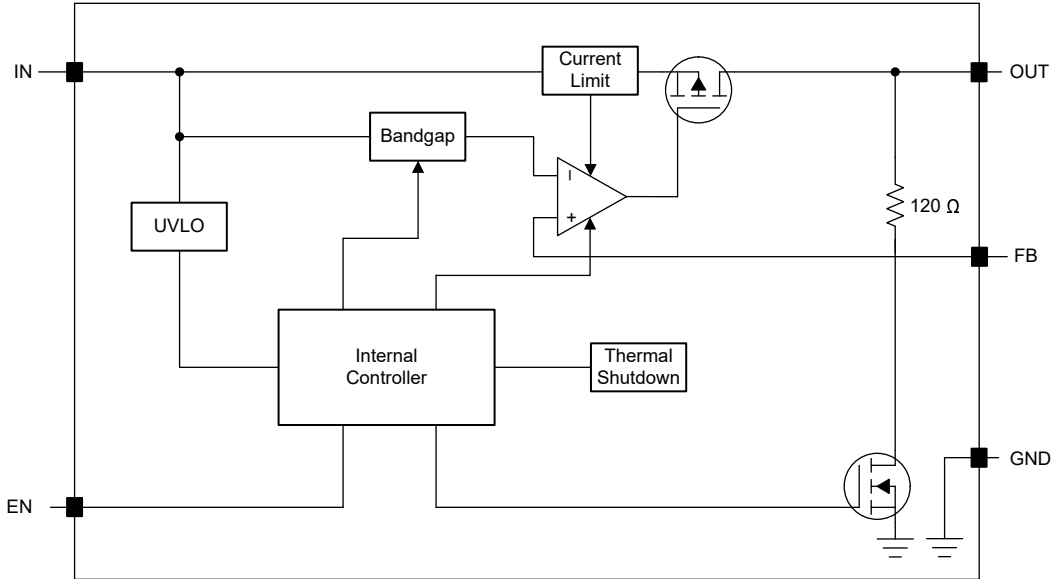 IN
Current
Limit
OUT
Bandgap
–
+
UVLO
120 Ω
FB
Internal
Controller
Thermal
Shutdown
GND
EN